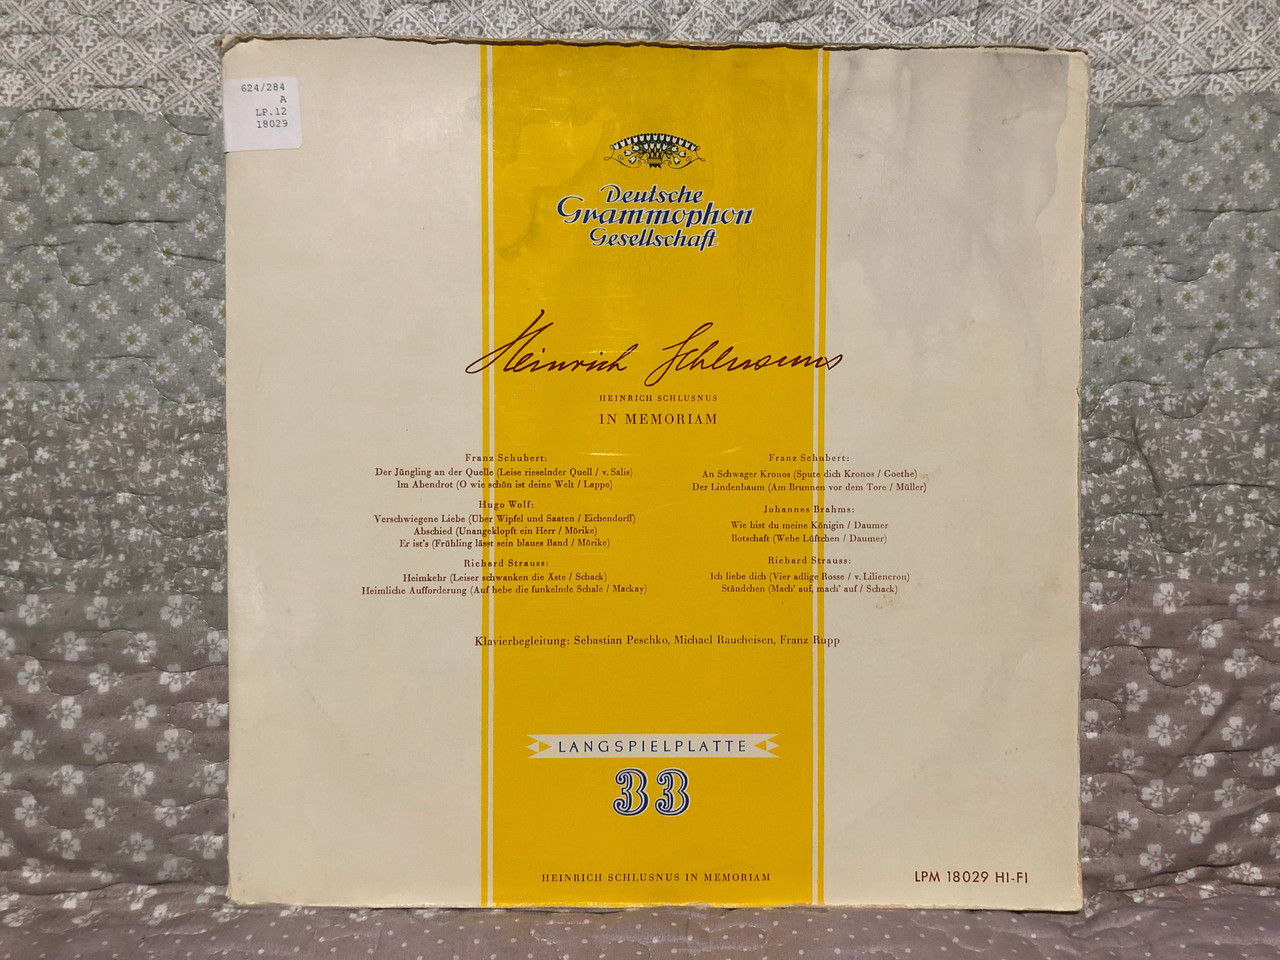 624/284
A
LP.12
18029
Deutsche
Grammophon
Gesellschaft
Heinrich Schlusnus
HEINRICH SCHLUSNUS
IN MEMORIAM
Franz Schubert:
Der Jüngling an der Quelle (Leise rieselnder Quell / v. Salis)
Im Abendrot (O wie schön ist deine Welt / Lappe)
Hugo Wolf:
Verschwiegene Liebe (Über Wipfel und Saaten / Eichendorff)
Abschied (Unangeklopft ein Herr / Mörike)
Er ist's (Frühling lässt sein blaues Band / Mörike)
Richard Strauss:
Heimkehr (Leiser schwanken die Äste / Schack)
Heimliche Aufforderung (Auf hebe die funkelnde Schale / Mackay)
Franz Schubert:
An Schwager Kronos (Spute dich Kronos / Goethe)
Der Lindenbaum (Am Brunnen vor dem Tore / Müller)
Johannes Brahms:
Wie bist du meine Königin / Daumer
Botschaft (Wehe Lüftchen / Daumer)
Richard Strauss:
Ich liebe dich (Vier adlige Rosse / v. Liliencron)
Ständchen (Mach' auf, mach' auf / Schack)
Klavierbegleitung: Sebastian Peschko, Michael Raucheisen, Franz Rupp
LANGSPIELPLATTE
33
HEINRICH SCHLUSNUS IN MEMORIAM
LPM 18029 HI-FI